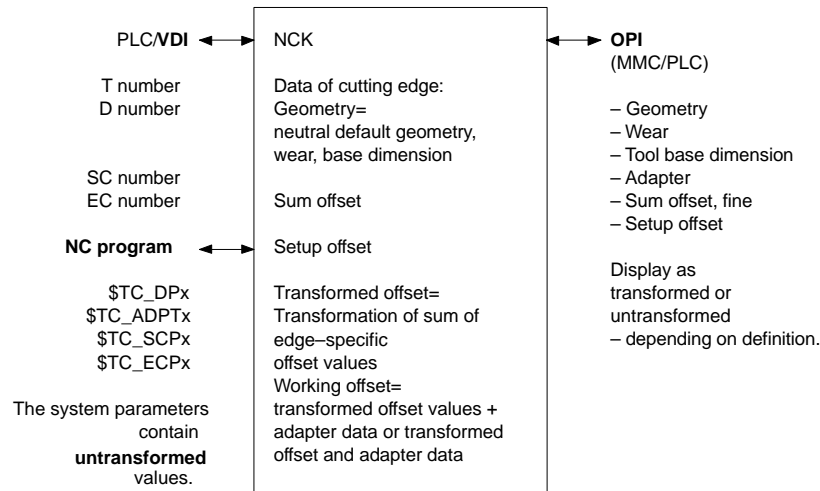 PLC/VDI
T number
D number
SC number
EC number
NC program
$TC_DPx
$TC_ADPTx
$TC_SCPx
$TC_ECPx
The system parameters
contain
untransformed
values.
NCK
Data of cutting edge:
Geometry=
neutral default geometry,
wear, base dimension
Sum offset
Setup offset
Transformed offset=
Transformation of sum of
edge–specific
offset values
Working offset=
transformed offset values +
adapter data or transformed
offset and adapter data
OPI
(MMC/PLC)
– Geometry
– Wear
– Tool base dimension
– Adapter
– Sum offset, fine
– Setup offset
Display as
transformed or
untransformed
– depending on definition.